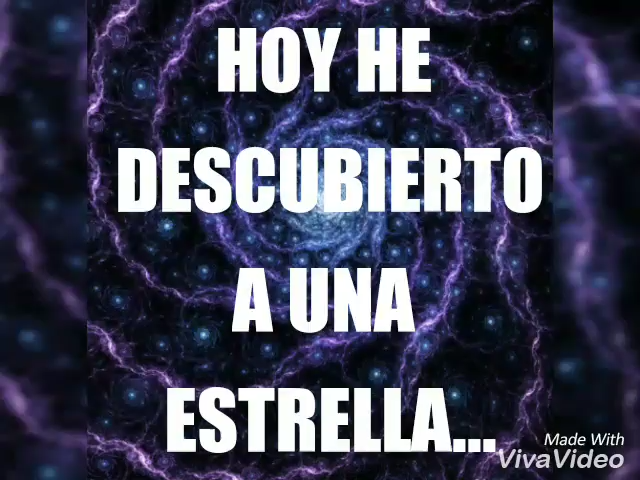 HOY HE
DESCUBIERTO
A UNA
ESTRELLA...
Made With
VivaVideo